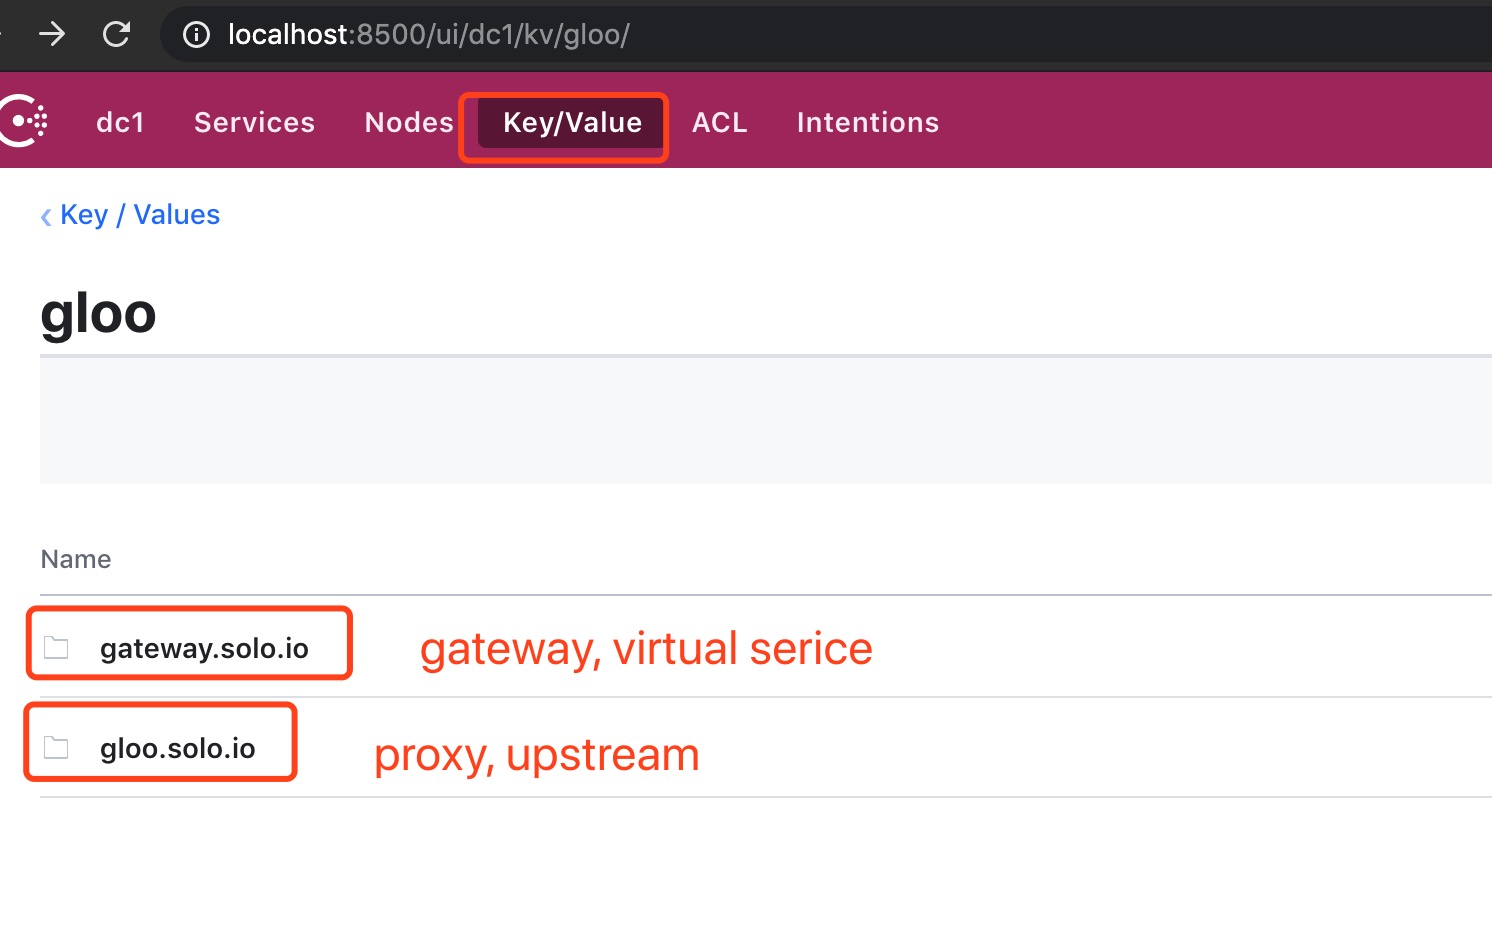 localhost:8500/ui/dc1/kv/gloo/
dc1 Services Nodes Key/Value ACL Intentions
‹ Key / Values
gloo
Name
gateway.solo.io gateway, virtual serice
gloo.solo.io proxy, upstream